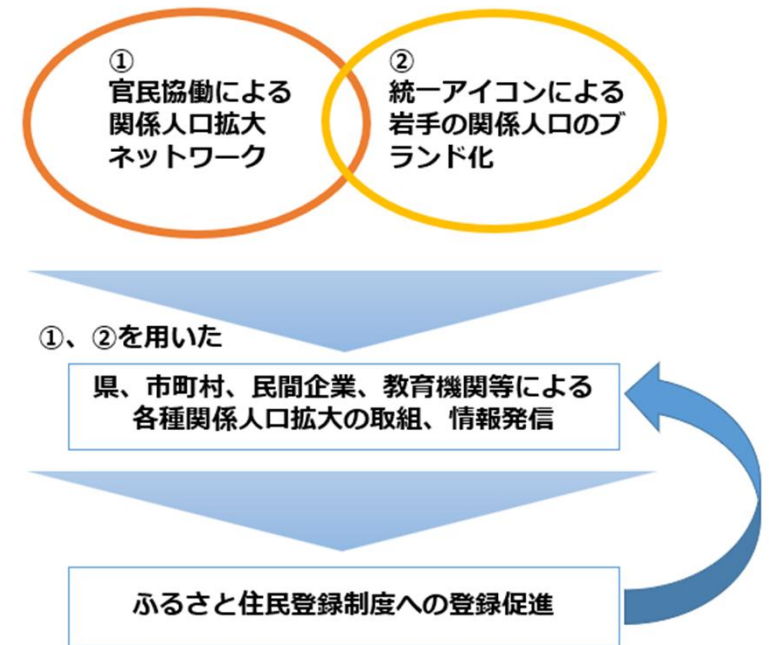 ①
官民協働による
関係人口拡大
ネットワーク
②
統一アイコンによる
岩手の関係人口のブ
ランド化
①、②を用いた
県、市町村、民間企業、教育機関等による
各種関係人口拡大の取組、情報発信
ふるさと住民登録制度への登録促進